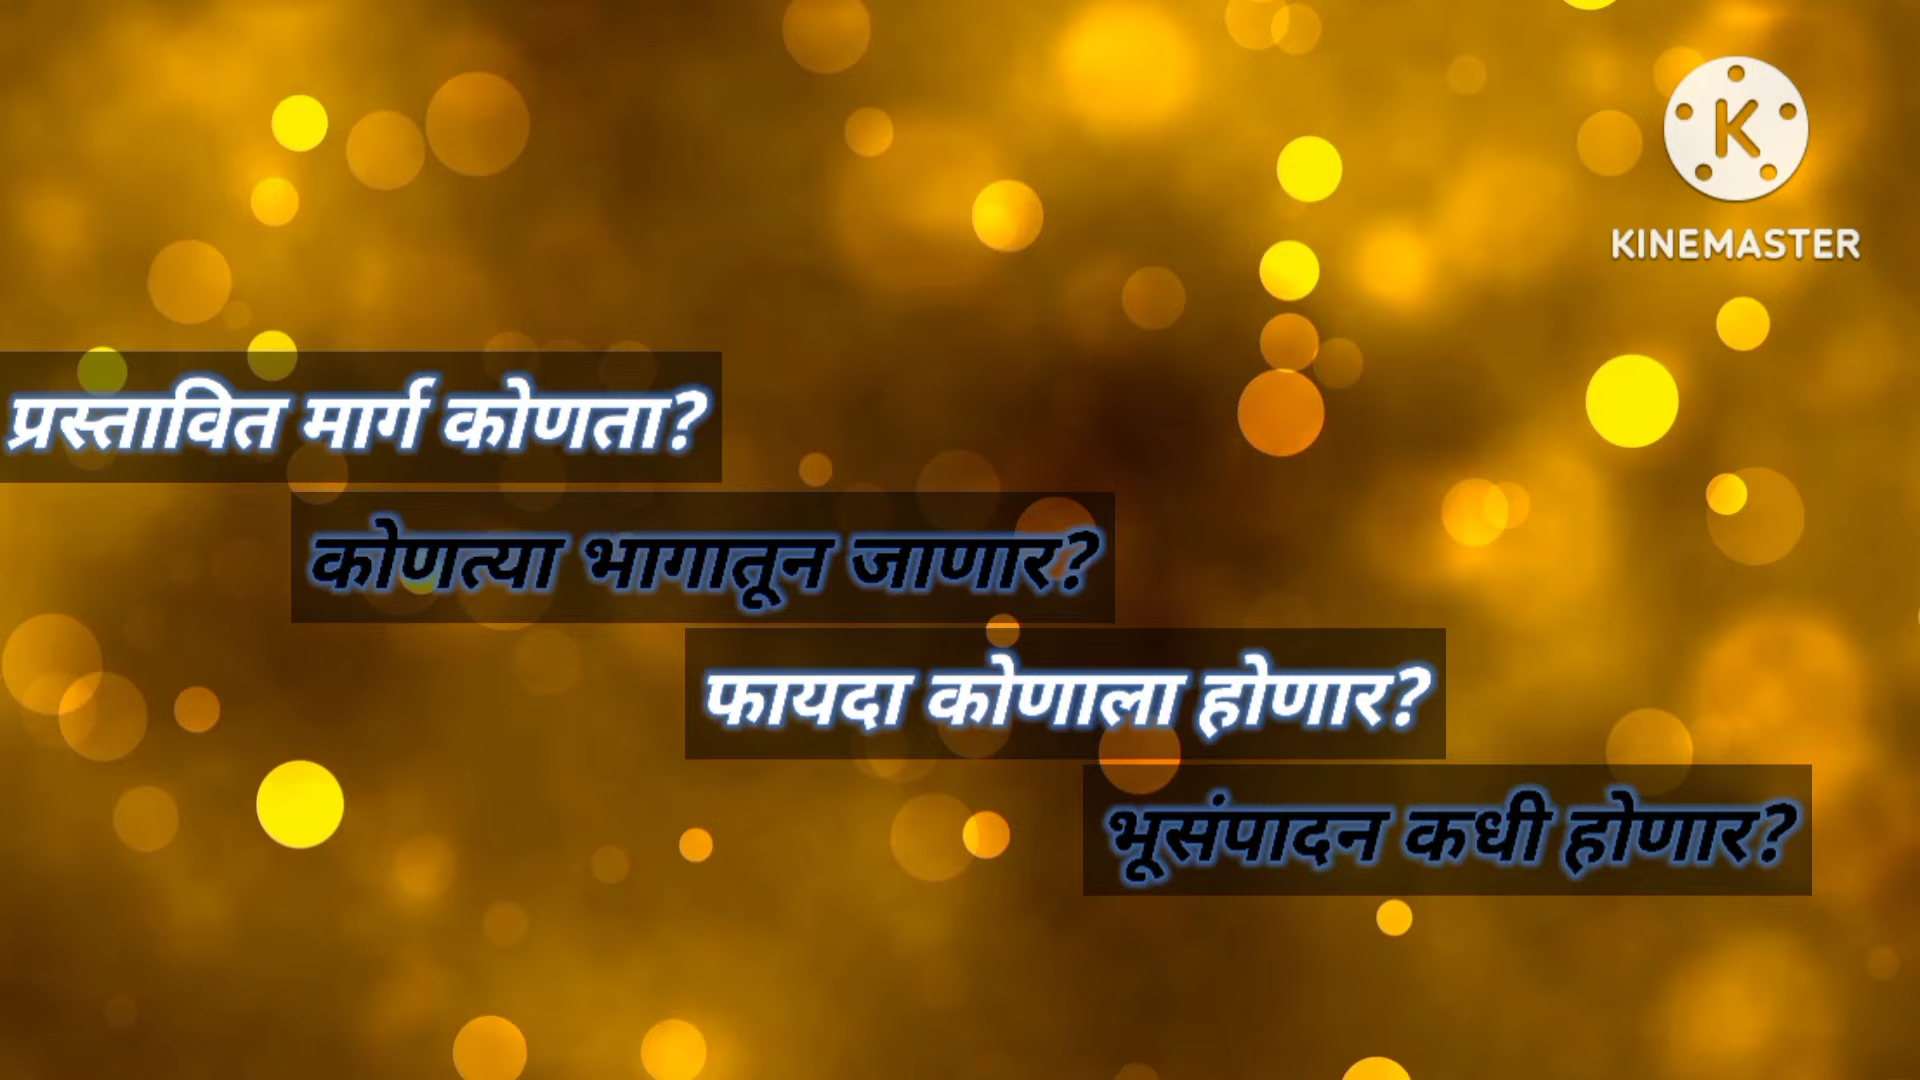 KINEMASTER
प्रस्तावित मार्ग कोणता?
कोणत्या भागातून जाणार?
फायदा कोणाला होणार?
भूसंपादन कधी होणार?